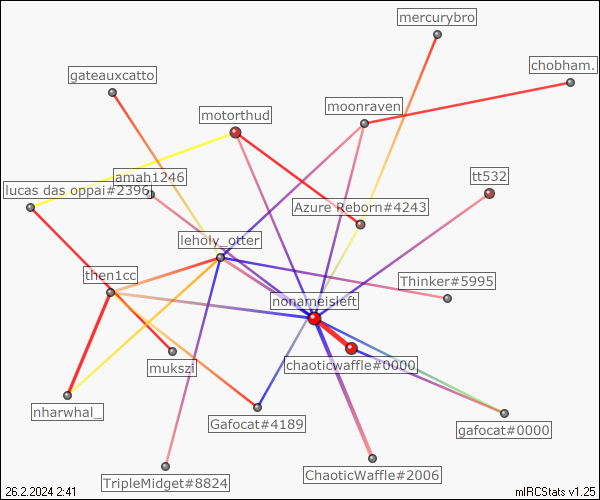 mercurybro
chobham.
gateauxcatto
moonraven
motorthud
amah1246
tt532
lucas das oppai#2396
Azure Reborn#4243
leholy_otter
then1cc
Thinker#5995
nonameisleft
chaoticwaffle#0000
mukszi
nharwhal_
Gafocat#4189
gafocat#0000
ChaoticWaffle#2006
TripleMidget#8824
26.2.2024 2:41
mIRCStats v1.25